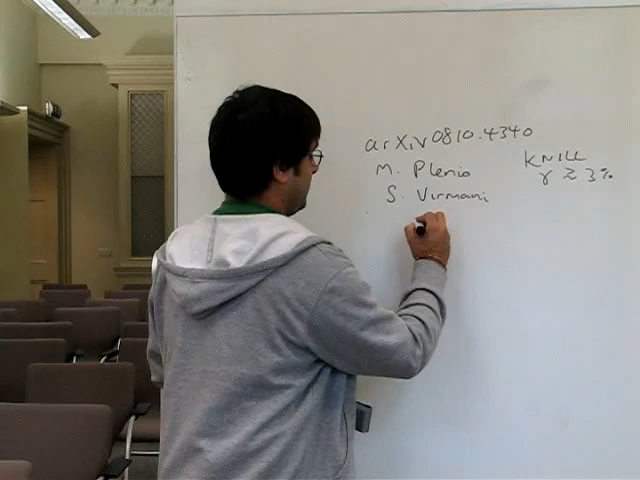 arXiv 0810.4340
M. Plenio
S. Virmani
KNILL
γ ≳ 3%